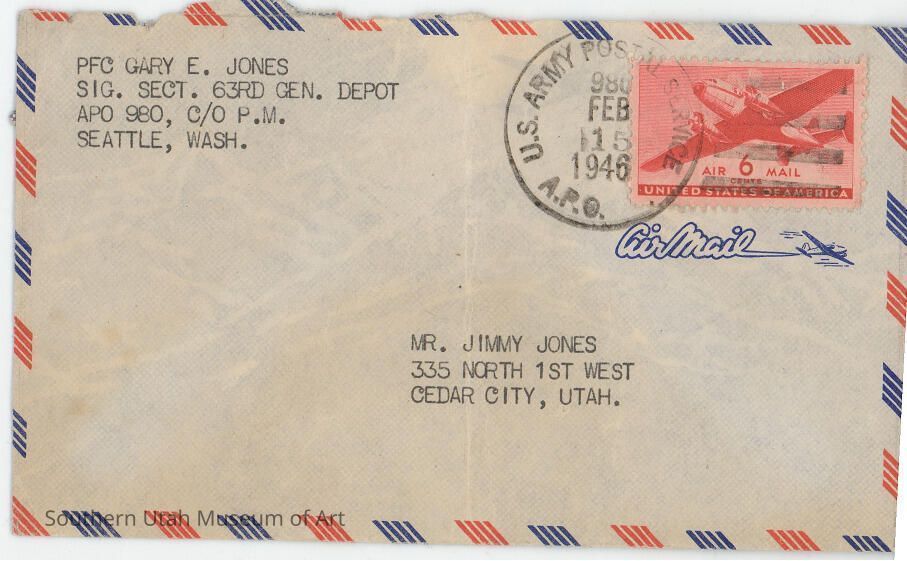 PFC GARY E. JONES
SIG. SECT. 63RD GEN. DEPOT
APO 980, C/O P.M.
SEATTLE, WASH.
U.S. ARMY POSTAL SERVICE
980
FEB
15
1946
A.P.O.
AIR 6 MAIL
CENTS
UNITED STATES OF AMERICA
Air Mail
MR. JIMMY JONES
335 NORTH 1ST WEST
CEDAR CITY, UTAH.
Southern Utah Museum of Art